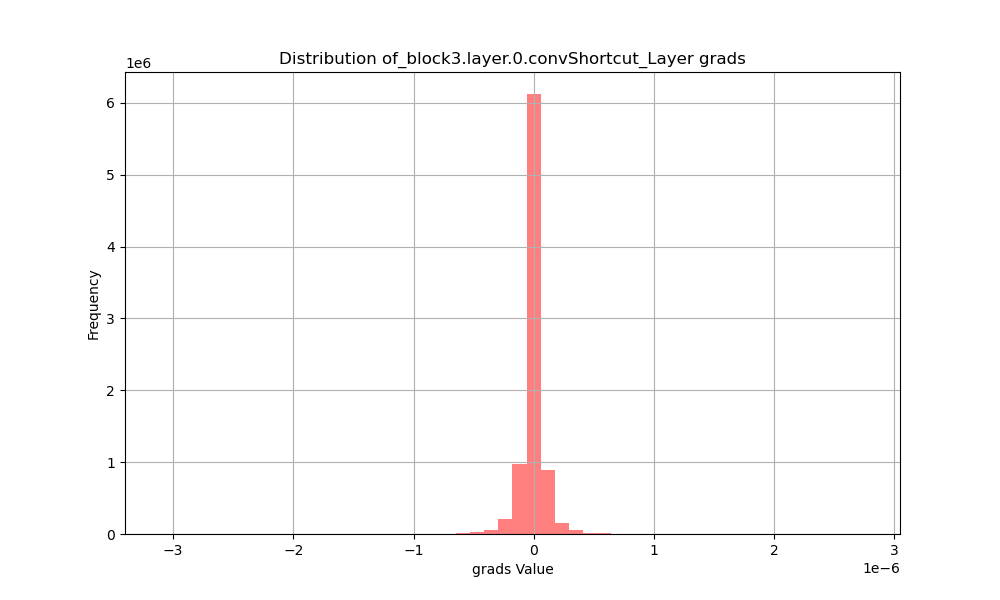 Distribution of_block3.layer.0.convShortcut_Layer grads
1e6
6
5
4
3
2
1
0
Frequency
−3 −2 −1 0 1 2 3
grads Value
1e−6